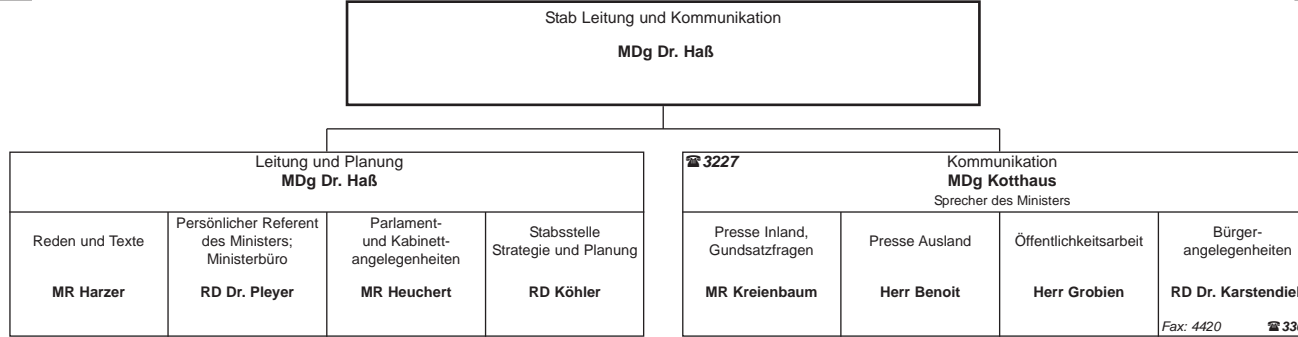 Stab Leitung und Kommunikation
MDg Dr. Haß
Leitung und Planung
MDg Dr. Haß
Reden und Texte
MR Harzer
Persönlicher Referent
des Ministers;
Ministerbüro
RD Dr. Pleyer
Parlament-
und Kabinett-
angelegenheiten
MR Heuchert
Stabsstelle
Strategie und Planung
RD Köhler
☎ 3227
Kommunikation
MDg Kotthaus
Sprecher des Ministers
Presse Inland,
Gundsatzfragen
MR Kreienbaum
Presse Ausland
Herr Benoit
Öffentlichkeitsarbeit
Herr Grobien
Bürger-
angelegenheiten
RD Dr. Karstendiek
Fax: 4420 ☎